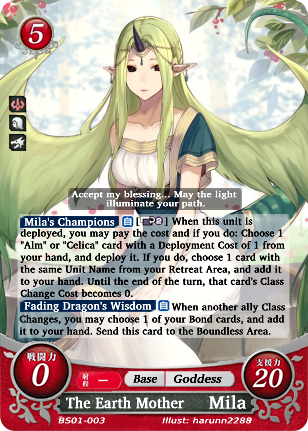 5
Accept my blessing... May the light
illuminate your path.
Mila's Champions [ ] When this unit is
deployed, you may pay the cost and if you do: Choose 1
"Alm" or "Celica" card with a Deployment Cost of 1 from
your hand, and deploy it. If you do, choose 1 card with
the same Unit Name from your Retreat Area, and add it
to your hand. Until the end of the turn, that card's Class
Change Cost becomes 0.
Fading Dragon's Wisdom When another ally Class
Changes, you may choose 1 of your Bond cards, and add
it to your hand. Send this card to the Boundless Area.
戦闘力
0
射程 —
Base
Goddess
支援力
20
The Earth Mother Mila
BS01-003
Illust: harunn2288